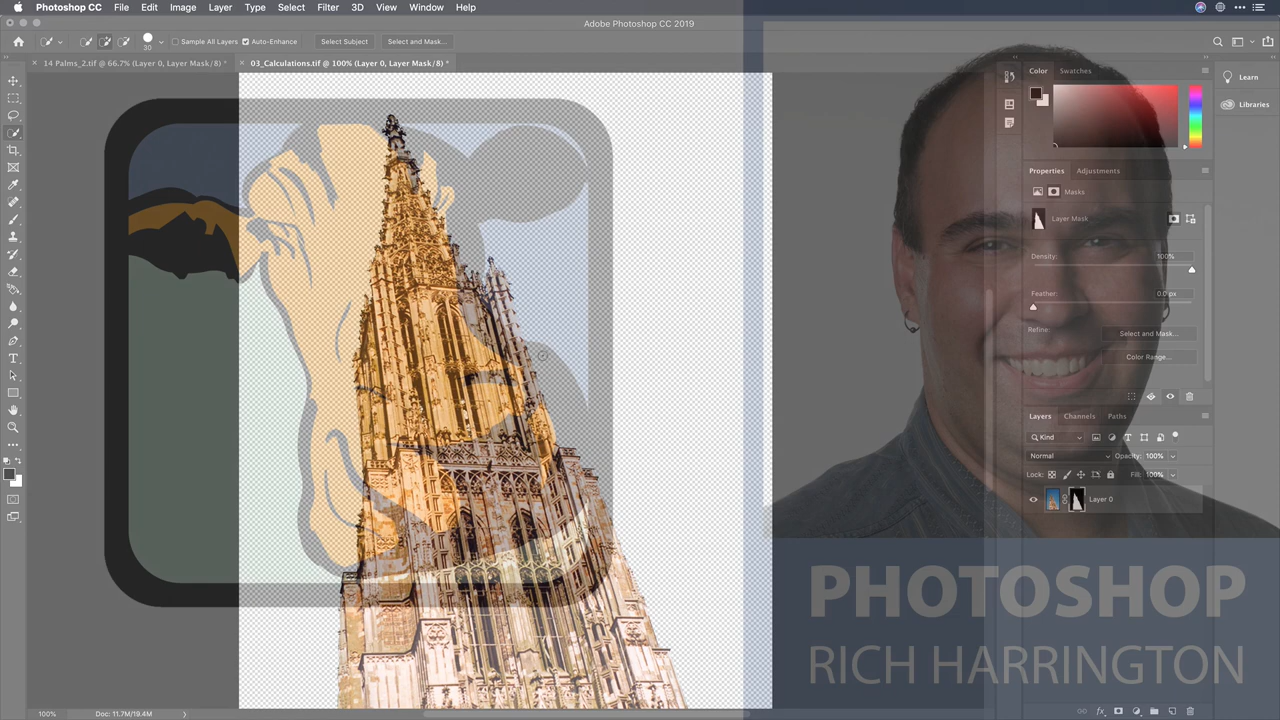 Photoshop CC File Edit Image Layer Type Select Filter 3D View Window Help
Adobe Photoshop CC 2019
30 Sample All Layers Auto-Enhance Select Subject Select and Mask...
14 Palms_2.tif @ 66.7% (Layer 0, Layer Mask/8) *
03_Calculations.tif @ 100% (Layer 0, Layer Mask/8) *
Color Swatches
Learn
Libraries
Properties Adjustments
Masks
Layer Mask
Density: 100%
Feather: 0.0 px
Refine: Select and Mask...
Color Range...
Layers Channels Paths
Kind
Normal Opacity: 100%
Lock: Fill: 100%
Layer 0
PHOTOSHOP
RICH HARRINGTON
100% Doc: 11.7M/19.4M
fx